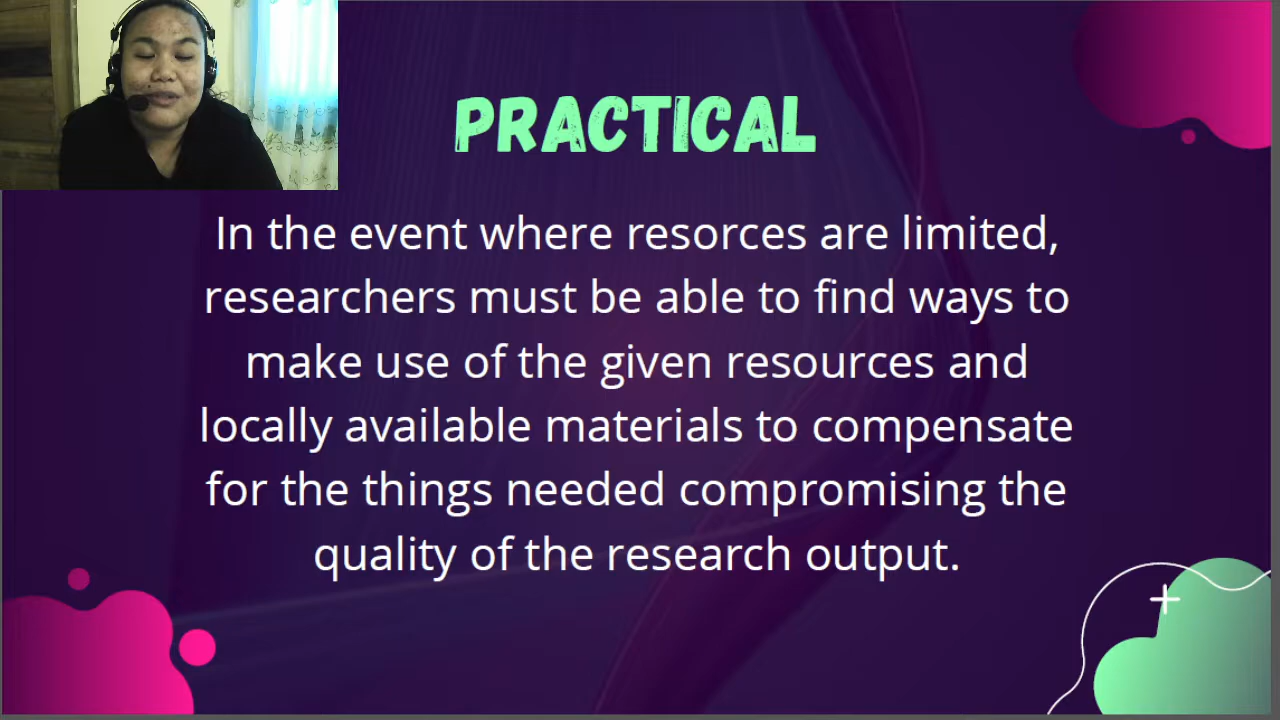 PRACTICAL
In the event where resorces are limited,
researchers must be able to find ways to
make use of the given resources and
locally available materials to compensate
for the things needed compromising the
quality of the research output.